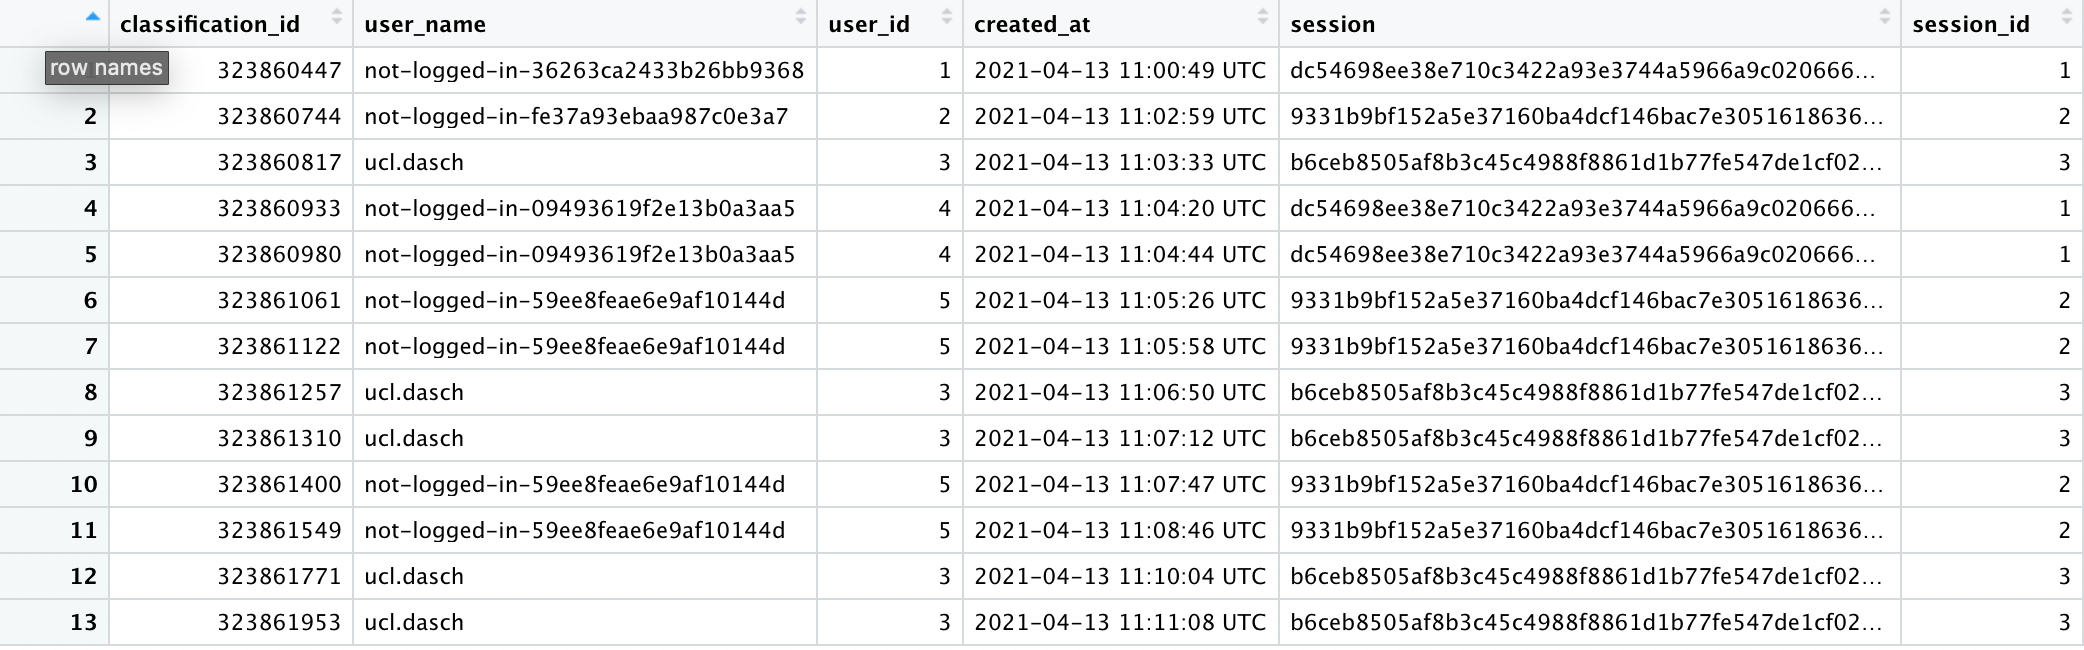 classification_id user_name user_id created_at session session_id
row names 323860447 not-logged-in-36263ca2433b26bb9368 1 2021-04-13 11:00:49 UTC dc54698ee38e710c3422a93e3744a5966a9c020666... 1
2 323860744 not-logged-in-fe37a93ebaa987c0e3a7 2 2021-04-13 11:02:59 UTC 9331b9bf152a5e37160ba4dcf146bac7e3051618636... 2
3 323860817 ucl.dasch 3 2021-04-13 11:03:33 UTC b6ceb8505af8b3c45c4988f8861d1b77fe547de1cf02... 3
4 323860933 not-logged-in-09493619f2e13b0a3aa5 4 2021-04-13 11:04:20 UTC dc54698ee38e710c3422a93e3744a5966a9c020666... 1
5 323860980 not-logged-in-09493619f2e13b0a3aa5 4 2021-04-13 11:04:44 UTC dc54698ee38e710c3422a93e3744a5966a9c020666... 1
6 323861061 not-logged-in-59ee8feae6e9af10144d 5 2021-04-13 11:05:26 UTC 9331b9bf152a5e37160ba4dcf146bac7e3051618636... 2
7 323861122 not-logged-in-59ee8feae6e9af10144d 5 2021-04-13 11:05:58 UTC 9331b9bf152a5e37160ba4dcf146bac7e3051618636... 2
8 323861257 ucl.dasch 3 2021-04-13 11:06:50 UTC b6ceb8505af8b3c45c4988f8861d1b77fe547de1cf02... 3
9 323861310 ucl.dasch 3 2021-04-13 11:07:12 UTC b6ceb8505af8b3c45c4988f8861d1b77fe547de1cf02... 3
10 323861400 not-logged-in-59ee8feae6e9af10144d 5 2021-04-13 11:07:47 UTC 9331b9bf152a5e37160ba4dcf146bac7e3051618636... 2
11 323861549 not-logged-in-59ee8feae6e9af10144d 5 2021-04-13 11:08:46 UTC 9331b9bf152a5e37160ba4dcf146bac7e3051618636... 2
12 323861771 ucl.dasch 3 2021-04-13 11:10:04 UTC b6ceb8505af8b3c45c4988f8861d1b77fe547de1cf02... 3
13 323861953 ucl.dasch 3 2021-04-13 11:11:08 UTC b6ceb8505af8b3c45c4988f8861d1b77fe547de1cf02... 3